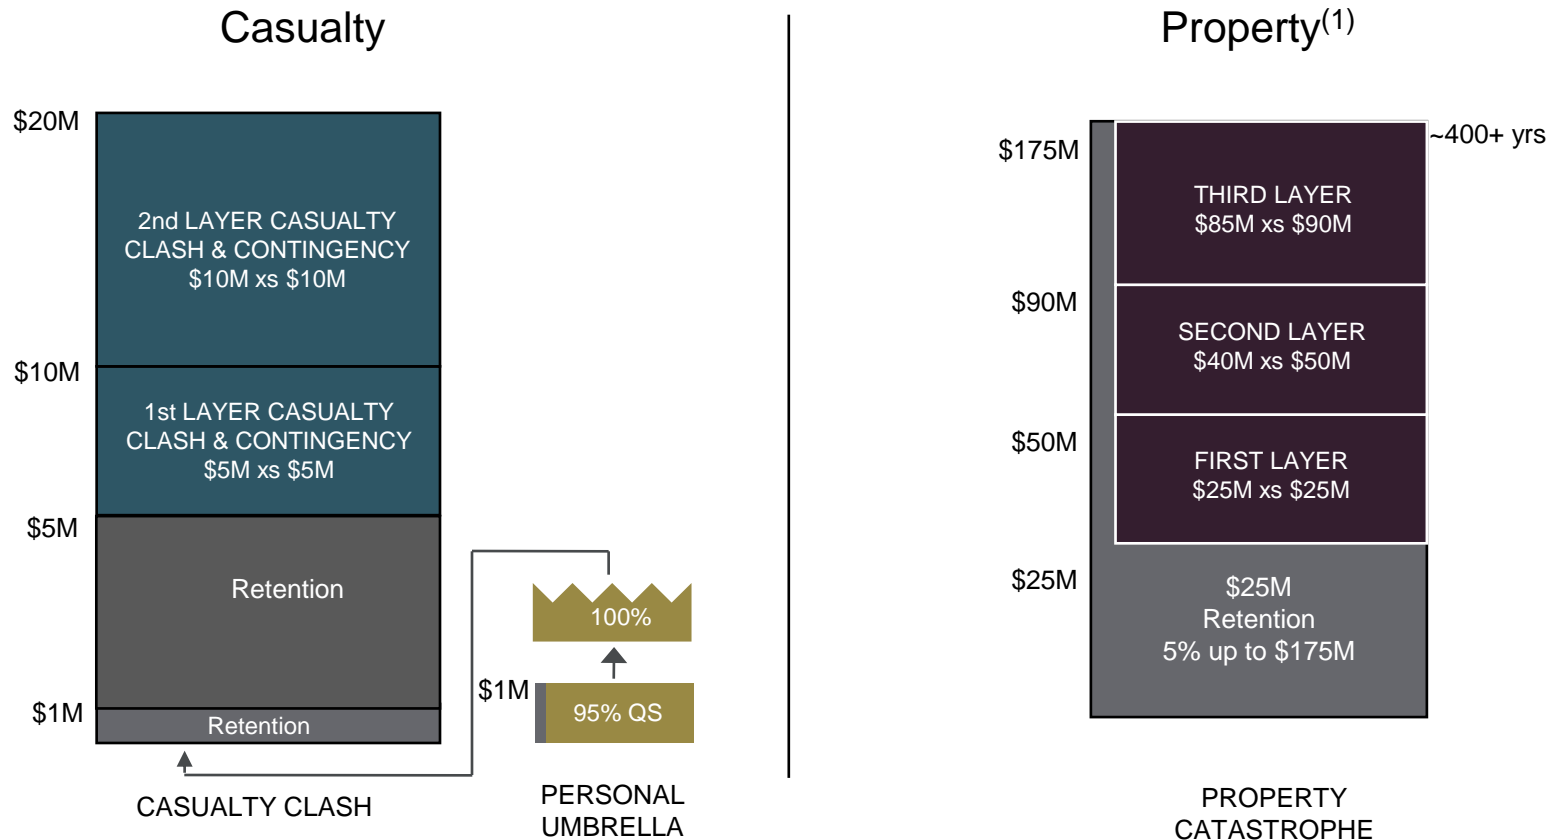 Casualty
$20M
2nd LAYER CASUALTY
CLASH & CONTINGENCY
$10M xs $10M
$10M
1st LAYER CASUALTY
CLASH & CONTINGENCY
$5M xs $5M
$5M
Retention
$1M
Retention
CASUALTY CLASH
100%
$1M
95% QS
PERSONAL
UMBRELLA
Property(1)
$175M
~400+ yrs
THIRD LAYER
$85M xs $90M
$90M
SECOND LAYER
$40M xs $50M
$50M
FIRST LAYER
$25M xs $25M
$25M
$25M
Retention
5% up to $175M
PROPERTY
CATASTROPHE